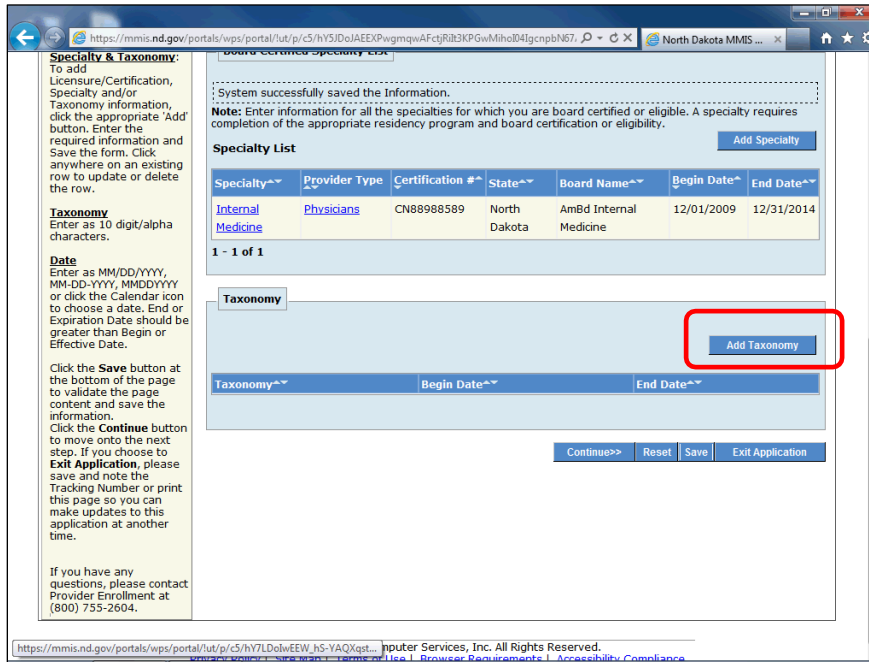 https://mmis.nd.gov/portals/wps/portal/!ut/p/c5/hY5JDoJAEEXPwgmqwAFctjRiIt3KPGwMihoI04IgcnpbN67
North Dakota MMIS ...
Specialty & Taxonomy:
To add
Licensure/Certification,
Specialty and/or
Taxonomy information,
click the appropriate 'Add'
button. Enter the
required information and
Save the form. Click
anywhere on an existing
row to update or delete
the row.
Taxonomy
Enter as 10 digit/alpha
characters.
Date
Enter as MM/DD/YYYY,
MM-DD-YYYY, MMDDYYYY
or click the Calendar icon
to choose a date. End or
Expiration Date should be
greater than Begin or
Effective Date.
Click the Save button at
the bottom of the page
to validate the page
content and save the
information.
Click the Continue button
to move onto the next
step. If you choose to
Exit Application, please
save and note the
Tracking Number or print
this page so you can
make updates to this
application at another
time.
If you have any
questions, please contact
Provider Enrollment at
(800) 755-2604.
Board Certified Specialty List
System successfully saved the Information.
Note: Enter information for all the specialties for which you are board certified or eligible. A specialty requires
completion of the appropriate residency program and board certification or eligibility.
Add Specialty
Specialty List
Specialty Provider Type Certification # State Board Name Begin Date End Date
Internal Physicians CN88988589 North AmBd Internal 12/01/2009 12/31/2014
Medicine Dakota Medicine
1 - 1 of 1
Taxonomy
Add Taxonomy
Taxonomy Begin Date End Date
Continue>> Reset Save Exit Application
https://mmis.nd.gov/portals/wps/portal/!ut/p/c5/hY7LDoIwEEW_hS-YAQXqst...
mputer Services, Inc. All Rights Reserved.
Privacy Policy | Site Map | Terms of Use | Browser Requirements | Accessibility Compliance